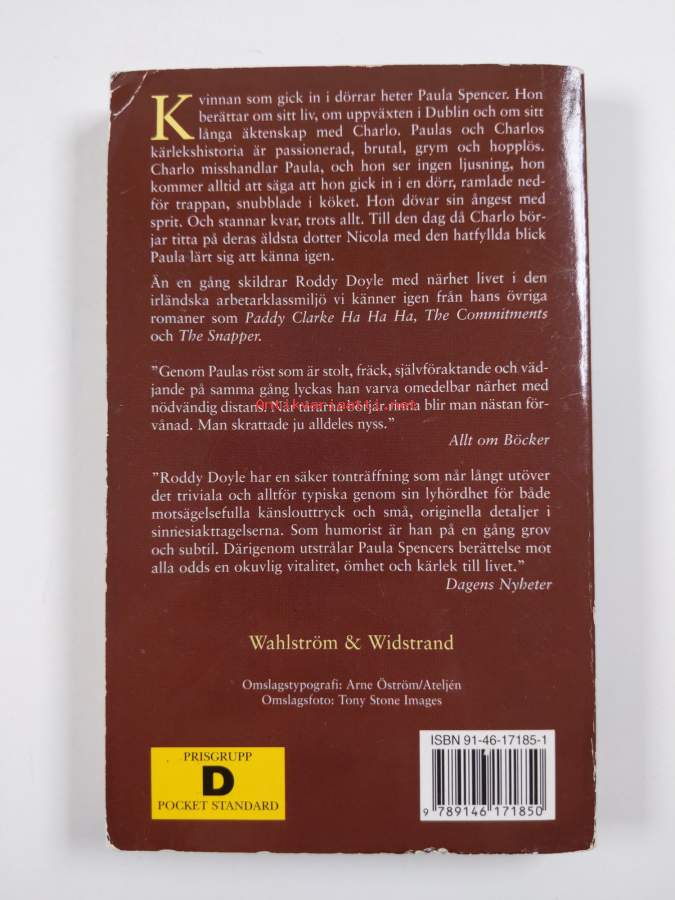 Kvinnan som gick in i dörrar heter Paula Spencer. Hon
berättar om sitt liv, om uppväxten i Dublin och om sitt
långa äktenskap med Charlo. Paulas och Charlos
kärlekshistoria är passionerad, brutal, grym och hopplös.
Charlo misshandlar Paula, och hon ser ingen ljusning, hon
kommer alltid att säga att hon gick in i en dörr, ramlade ned-
för trappan, snubblade i köket. Hon dövar sin ångest med
sprit. Och stannar kvar, trots allt. Till den dag då Charlo bör-
jar titta på deras äldsta dotter Nicola med den hatfyllda blick
Paula lärt sig att känna igen.
Än en gång skildrar Roddy Doyle med närhet livet i den
irländska arbetarklassmiljö vi känner igen från hans övriga
romaner som Paddy Clarke Ha Ha Ha, The Commitments
och The Snapper.
”Genom Paulas röst som är stolt, fräck, självföraktande och väd-
jande på samma gång lyckas han varva omedelbar närhet med
nödvändig distans. När tårarna börjar rinna blir man nästan för-
vånad. Man skrattade ju alldeles nyss.”
Allt om Böcker
”Roddy Doyle har en säker tonträffning som når långt utöver
det triviala och alltför typiska genom sin lyhördhet för både
motsägelsefulla känslouttryck och små, originella detaljer i
sinnesiakttagelserna. Som humorist är han på en gång grov
och subtil. Därigenom utstrålar Paula Spencers berättelse mot
alla odds en okuvlig vitalitet, ömhet och kärlek till livet.”
Dagens Nyheter
Wahlström & Widstrand
Omslagstypografi: Arne Öström/Ateljén
Omslagsfoto: Tony Stone Images
ISBN 91-46-17185-1
9 789146 171850
PRISGRUPP
D
POCKET STANDARD